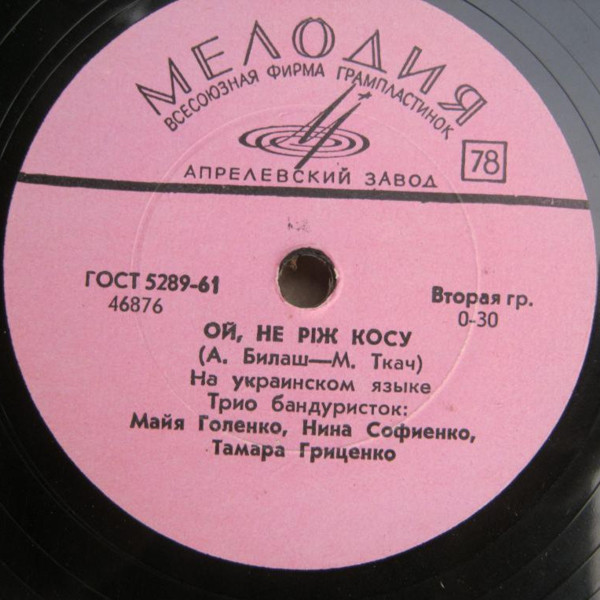 МЕЛОДИЯ
ВСЕСОЮЗНАЯ ФИРМА ГРАМПЛАСТИНОК
АПРЕЛЕВСКИЙ ЗАВОД
78
ГОСТ 5289-61
46876
Вторая гр.
0-30
ОЙ, НЕ РІЖ КОСУ
(А. Билаш—М. Ткач)
На украинском языке
Трио бандуристок:
Майя Голенко, Нина Софиенко,
Тамара Гриценко